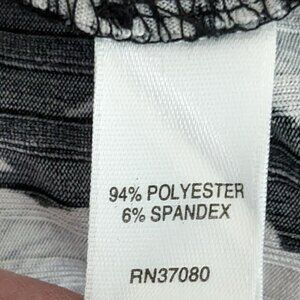 94% POLYESTER
6% SPANDEX
RN37080